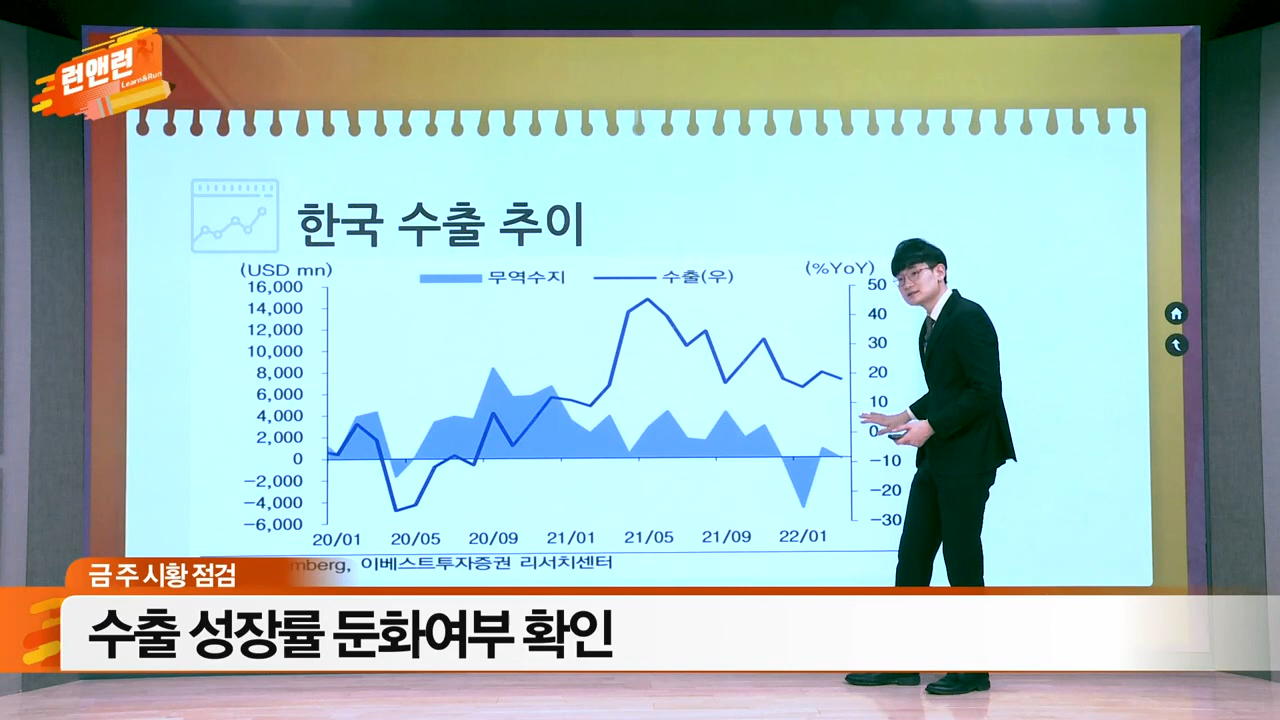 런앤런
Learn&Run
한국 수출 추이
(USD mn)
무역수지
수출(우)
(%YoY)
16,000
14,000
12,000
10,000
8,000
6,000
4,000
2,000
0
−2,000
−4,000
−6,000
50
40
30
20
10
0
−10
−20
−30
20/01 20/05 20/09 21/01 21/05 21/09 22/01
mberg, 이베스트투자증권 리서치센터
금주 시황 점검
수출 성장률 둔화여부 확인